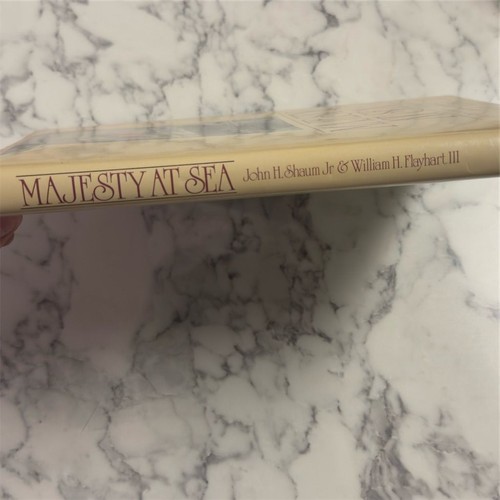 MAJESTY AT SEA John H. Shaum Jr & William H. Flayhart III